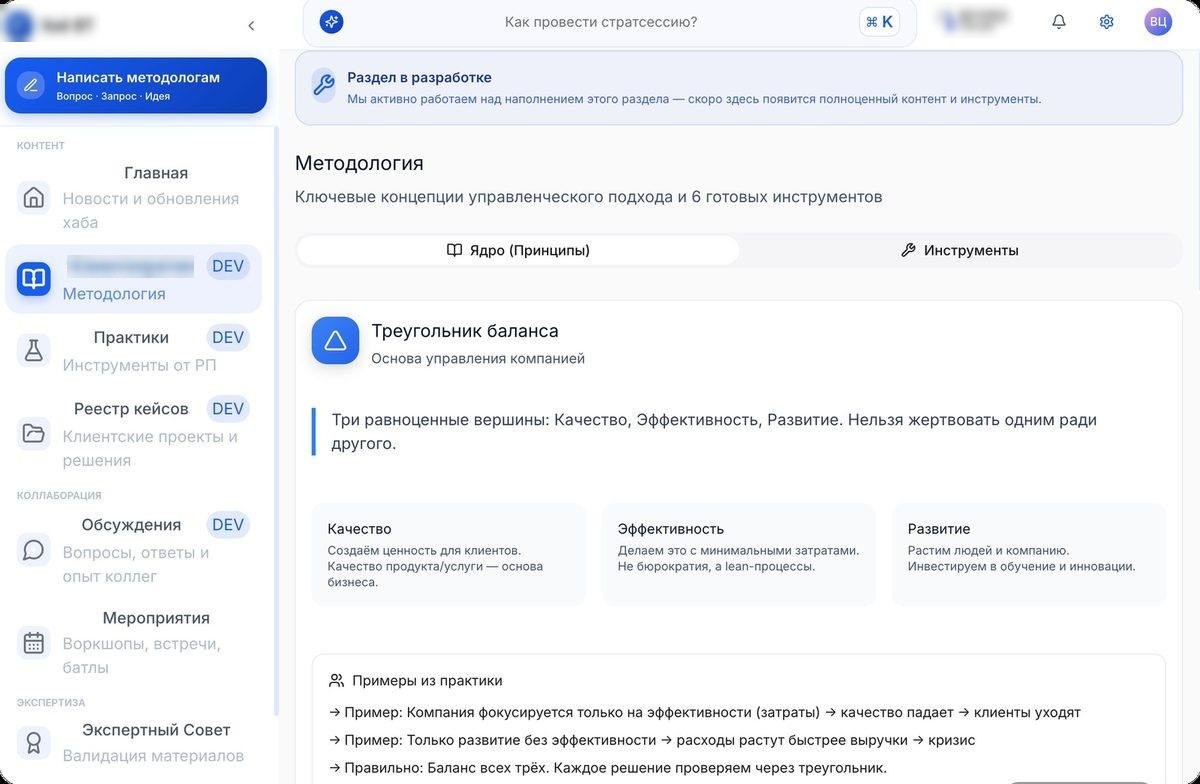 Как провести стратсессию?
⌘ K
ВЦ
Написать методологам
Вопрос · Запрос · Идея
КОНТЕНТ
Главная
Новости и обновления
хаба
DEV
Методология
Практики
DEV
Инструменты от РП
Реестр кейсов
DEV
Клиентские проекты и
решения
КОЛЛАБОРАЦИЯ
Обсуждения
DEV
Вопросы, ответы и
опыт коллег
Мероприятия
Воркшопы, встречи,
батлы
ЭКСПЕРТИЗА
Экспертный Совет
Валидация материалов
Раздел в разработке
Мы активно работаем над наполнением этого раздела — скоро здесь появится полноценный контент и инструменты.
Методология
Ключевые концепции управленческого подхода и 6 готовых инструментов
Ядро (Принципы)
Инструменты
Треугольник баланса
Основа управления компанией
Три равноценные вершины: Качество, Эффективность, Развитие. Нельзя жертвовать одним ради
другого.
Качество
Создаём ценность для клиентов.
Качество продукта/услуги — основа
бизнеса.
Эффективность
Делаем это с минимальными затратами.
Не бюрократия, а lean-процессы.
Развитие
Растим людей и компанию.
Инвестируем в обучение и инновации.
Примеры из практики
→ Пример: Компания фокусируется только на эффективности (затраты) → качество падает → клиенты уходят
→ Пример: Только развитие без эффективности → расходы растут быстрее выручки → кризис
→ Правильно: Баланс всех трёх. Каждое решение проверяем через треугольник.